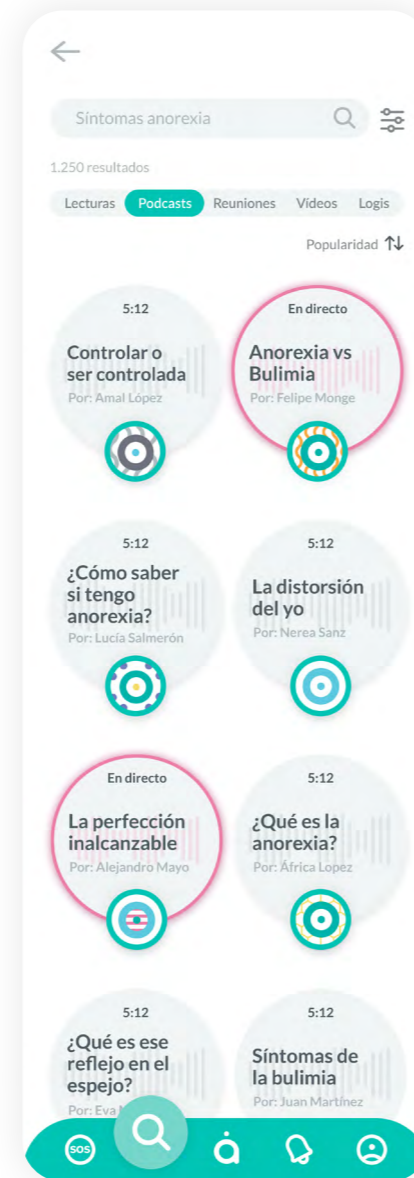 Síntomas anorexia
1.250 resultados
Lecturas Podcasts Reuniones Vídeos Logis
Popularidad
5:12
Controlar o
ser controlada
Por: Amal López
En directo
Anorexia vs
Bulimia
Por: Felipe Monge
5:12
¿Cómo saber
si tengo
anorexia?
Por: Lucía Salmerón
5:12
La distorsión
del yo
Por: Nerea Sanz
En directo
La perfección
inalcanzable
Por: Alejandro Mayo
5:12
¿Qué es la
anorexia?
Por: África Lopez
5:12
¿Qué es ese
reflejo en el
espejo?
Por: Eva
5:12
Síntomas de
la bulimia
Por: Juan Martínez
SOS